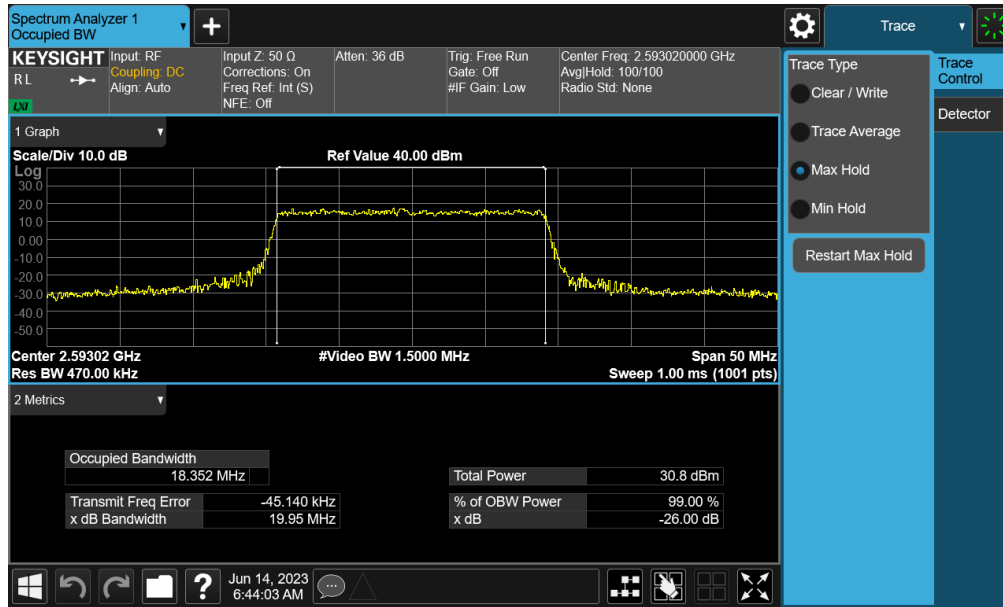 Spectrum Analyzer 1
Occupied BW
+
Trace
KEYSIGHT
R L
LXI
Input: RF
Coupling: DC
Align: Auto
Input Z: 50 Ω
Corrections: On
Freq Ref: Int (S)
NFE: Off
Atten: 36 dB
Trig: Free Run
Gate: Off
#IF Gain: Low
Center Freq: 2.593020000 GHz
Avg|Hold: 100/100
Radio Std: None
1 Graph
Scale/Div 10.0 dB
Ref Value 40.00 dBm
Log
30.0
20.0
10.0
0.00
-10.0
-20.0
-30.0
-40.0
-50.0
Center 2.59302 GHz
#Video BW 1.5000 MHz
Span 50 MHz
Res BW 470.00 kHz
Sweep 1.00 ms (1001 pts)
2 Metrics
Occupied Bandwidth
18.352 MHz
Transmit Freq Error -45.140 kHz
x dB Bandwidth 19.95 MHz
Total Power 30.8 dBm
% of OBW Power 99.00 %
x dB -26.00 dB
Trace Type
Clear / Write
Trace Average
Max Hold
Min Hold
Restart Max Hold
Trace
Control
Detector
?
Jun 14, 2023
6:44:03 AM